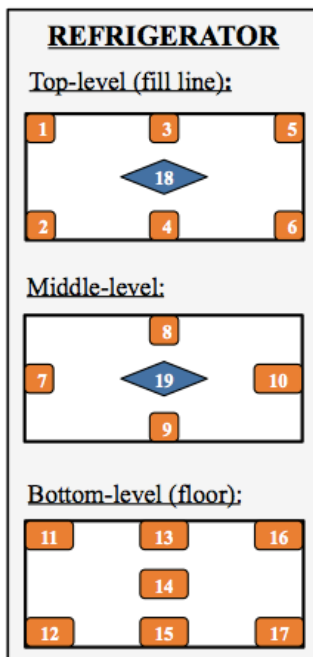 REFRIGERATOR
Top-level (fill line):
1 3 5
18
2 4 6
Middle-level:
8
7 19 10
9
Bottom-level (floor):
11 13 16
14
12 15 17